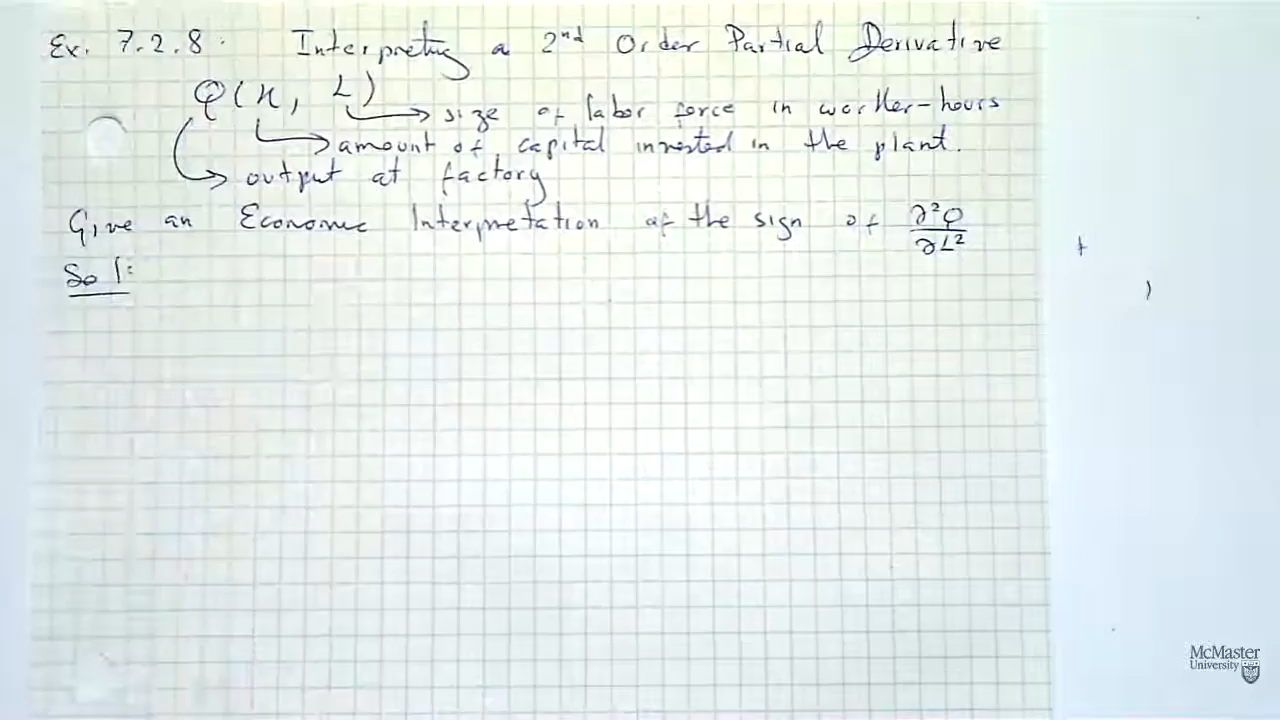 Ex. 7.2.8: Interpreting a 2nd Order Partial Derivative
Q(K, L)
size of labor force in worker-hours
amount of capital invested in the plant.
output at factory
Give an Economic Interpretation of the sign of ∂²Q/∂L²
Sol:
McMaster
University